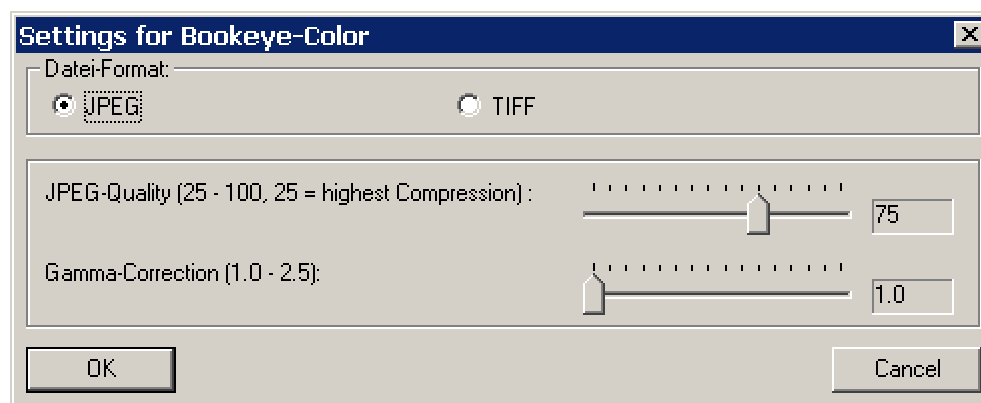 Settings for Bookeye-Color
Datei-Format:
JPEG TIFF
JPEG-Quality (25 - 100, 25 = highest Compression) : 75
Gamma-Correction (1.0 - 2.5): 1.0
OK Cancel